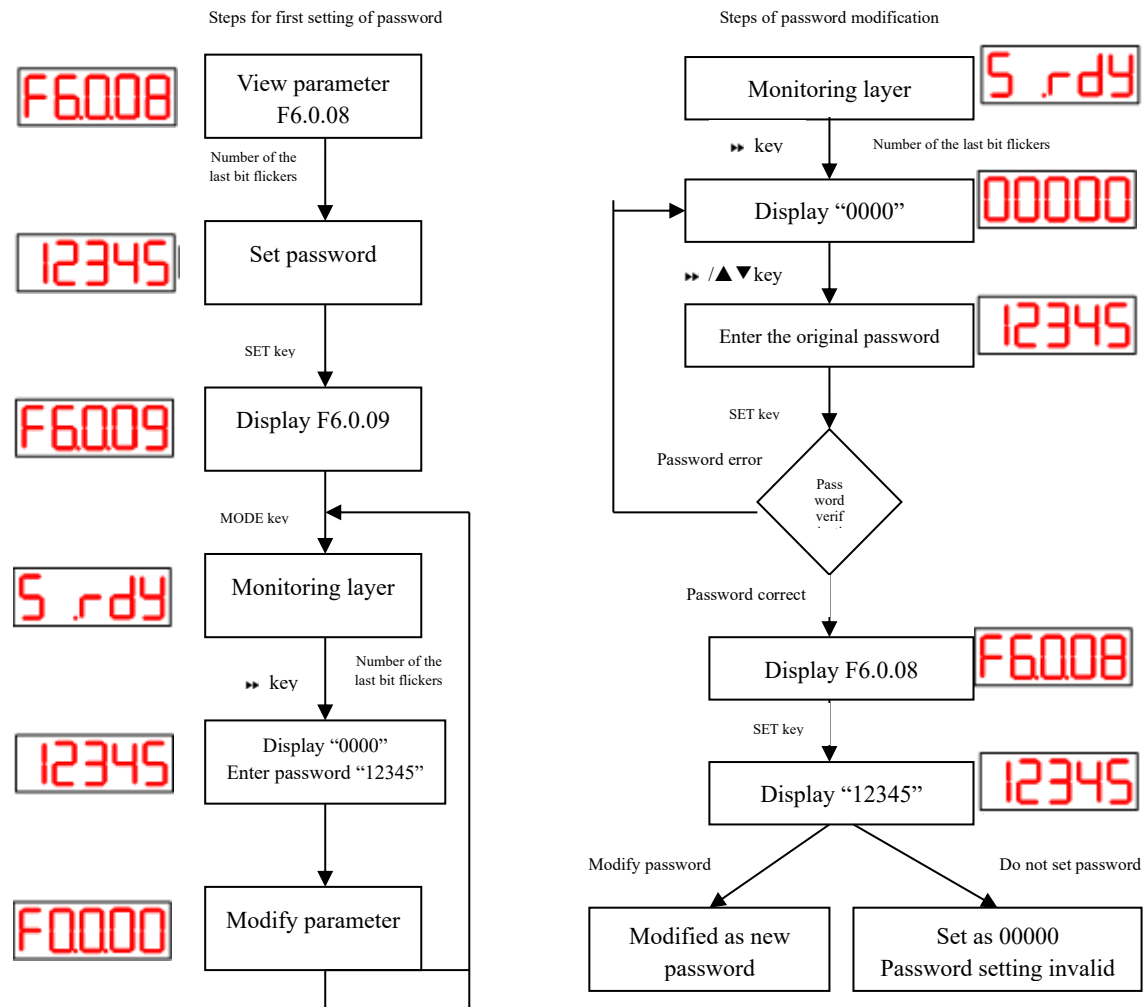 Steps for first setting of password
F6.0.08
View parameter
F6.0.08
Number of the
last bit flickers
12345
Set password
SET key
F6.0.09
Display F6.0.09
MODE key
S .rdy
Monitoring layer
Number of the
last bit flickers
key
12345
Display “0000”
Enter password “12345”
F0.0.00
Modify parameter
Steps of password modification
Monitoring layer
S .rdy
key
Number of the last bit flickers
Display “0000”
00000
/▲▼key
Enter the original password
12345
SET key
Password error
Pass
word
verif
Password correct
Display F6.0.08
F6.0.08
SET key
Display “12345”
12345
Modify password
Do not set password
Modified as new
password
Set as 00000
Password setting invalid